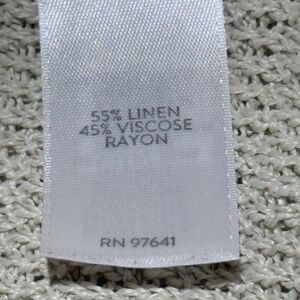 55% LINEN
45% VISCOSE
RAYON
RN 97641